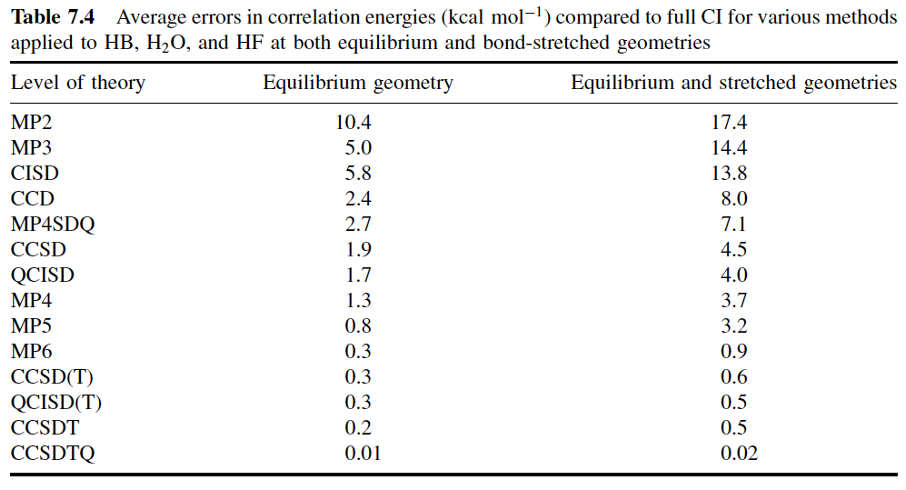 Table 7.4 Average errors in correlation energies (kcal mol⁻¹) compared to full CI for various methods
applied to HB, H₂O, and HF at both equilibrium and bond-stretched geometries
Level of theory Equilibrium geometry Equilibrium and stretched geometries
MP2 10.4 17.4
MP3 5.0 14.4
CISD 5.8 13.8
CCD 2.4 8.0
MP4SDQ 2.7 7.1
CCSD 1.9 4.5
QCISD 1.7 4.0
MP4 1.3 3.7
MP5 0.8 3.2
MP6 0.3 0.9
CCSD(T) 0.3 0.6
QCISD(T) 0.3 0.5
CCSDT 0.2 0.5
CCSDTQ 0.01 0.02